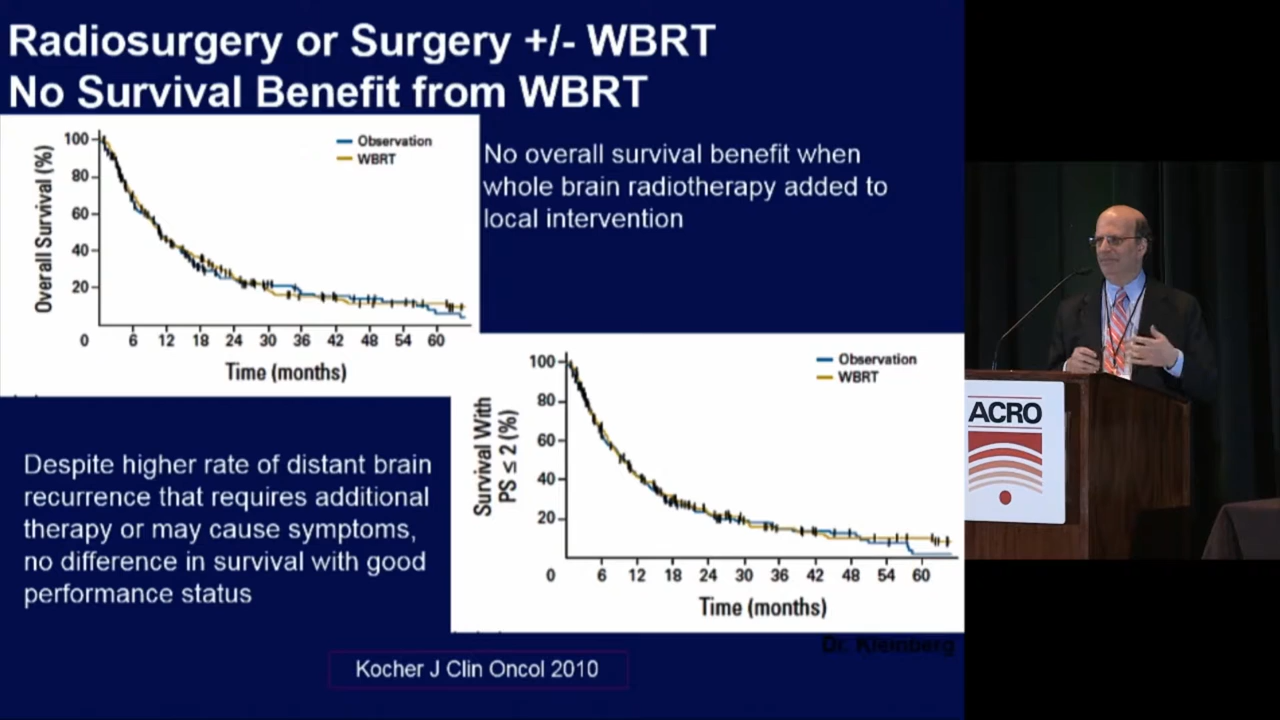 Radiosurgery or Surgery +/- WBRT
No Survival Benefit from WBRT
Overall Survival (%)
100
80
60
40
20
0
6
12
18
24
30
36
42
48
54
60
Time (months)
Observation
WBRT
No overall survival benefit when
whole brain radiotherapy added to
local intervention
Despite higher rate of distant brain
recurrence that requires additional
therapy or may cause symptoms,
no difference in survival with good
performance status
Survival With
PS ≤ 2 (%)
100
80
60
40
20
0
6
12
18
24
30
36
42
48
54
60
Time (months)
Observation
WBRT
Dr. Kleinberg
Kocher J Clin Oncol 2010
ACRO